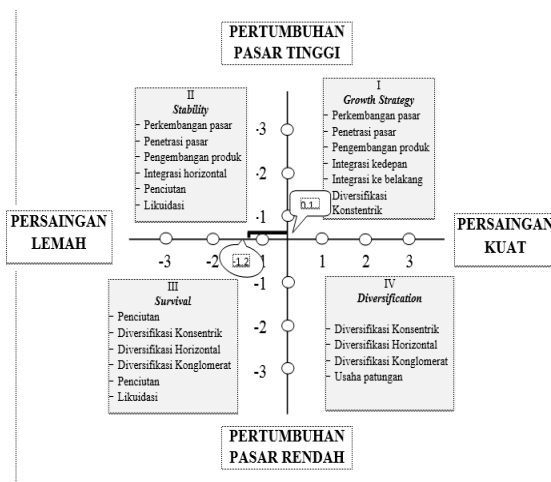 PERTUMBUHAN
PASAR TINGGI
II
Stability
- Perkembangan pasar
- Penetrasi pasar
- Pengembangan produk
- Integrasi horizontal
- Penciutan
- Likuidasi
I
Growth Strategy
- Perkembangan pasar
- Penetrasi pasar
- Pengembangan produk
- Integrasi kedepan
- Integrasi ke belakang
- Diversifikasi
Konstentrik
·3
·2
·1
0,1
PERSAINGAN
LEMAH
PERSAINGAN
KUAT
-3
-2
1
2
3
-1,2
-1
-2
-3
III
Survival
- Penciutan
- Diversifikasi Konsentrik
- Diversifikasi Horizontal
- Diversifikasi Konglomerat
- Penciutan
- Likuidasi
IV
Diversification
- Diversifikasi Konsentrik
- Diversifikasi Horizontal
- Diversifikasi Konglomerat
- Usaha patungan
PERTUMBUHAN
PASAR RENDAH